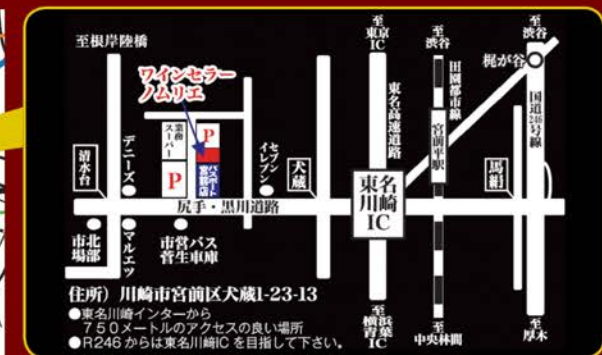 至根岸陸橋
至東京IC
至渋谷
至渋谷
ワインセラー
ノムリエ
梶が谷
田園都市線
東名高速道路
国道246号線
宮前平駅
業務スーパー
P
P
パスポート宮前店
セブンイレブン
デニーズ
清水台
犬蔵
馬絹
東名川崎IC
尻手・黒川道路
北部市場
マルエツ
市営バス
菅生車庫
住所）川崎市宮前区犬蔵1-23-13
●東名川崎インターから
７５０メートルのアクセスの良い場所
●R246からは東名川崎ICを目指して下さい。
至横浜青葉IC
至中央林間
至厚木